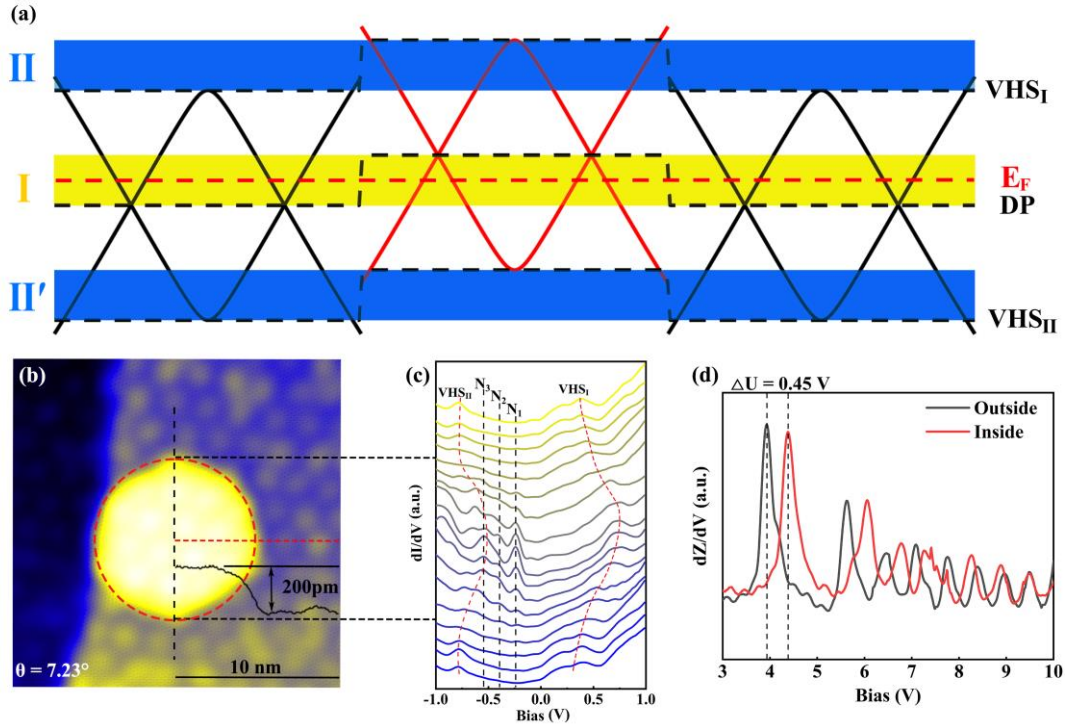 (a)
II
VHS_I
I
E_F
DP
II′
VHS_II
(b)
200pm
10 nm
θ = 7.23°
(c)
VHS_II
N_3
N_2
N_1
VHS_I
dI/dV (a.u.)
-1.0 -0.5 0.0 0.5 1.0
Bias (V)
(d)
△U = 0.45 V
Outside
Inside
dZ/dV (a.u.)
3 4 5 6 7 8 9 10
Bias (V)